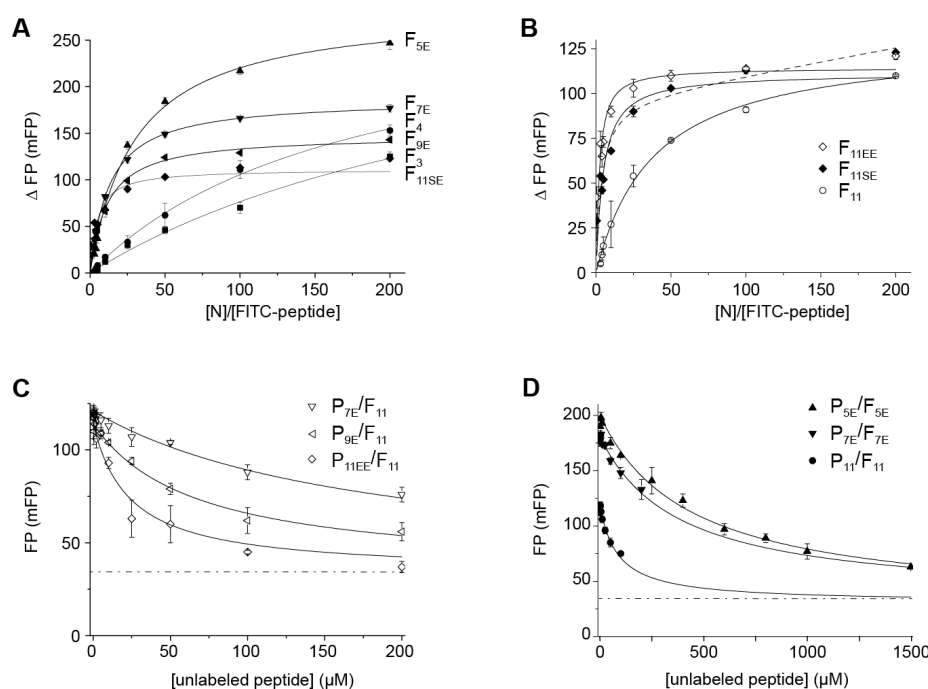 A
250
200
150
100
50
0
Δ FP (mFP)
0 50 100 150 200
[N]/[FITC-peptide]
F5E
F7E
F4
F9E
F3
F11SE
B
125
100
75
50
25
0
Δ FP (mFP)
0 50 100 150 200
[N]/[FITC-peptide]
F11EE
F11SE
F11
C
100
50
0
FP (mFP)
0 50 100 150 200
[unlabeled peptide] (µM)
P7E/F11
P9E/F11
P11EE/F11
D
200
150
100
50
0
FP (mFP)
0 500 1000 1500
[unlabeled peptide] (µM)
P5E/F5E
P7E/F7E
P11/F11